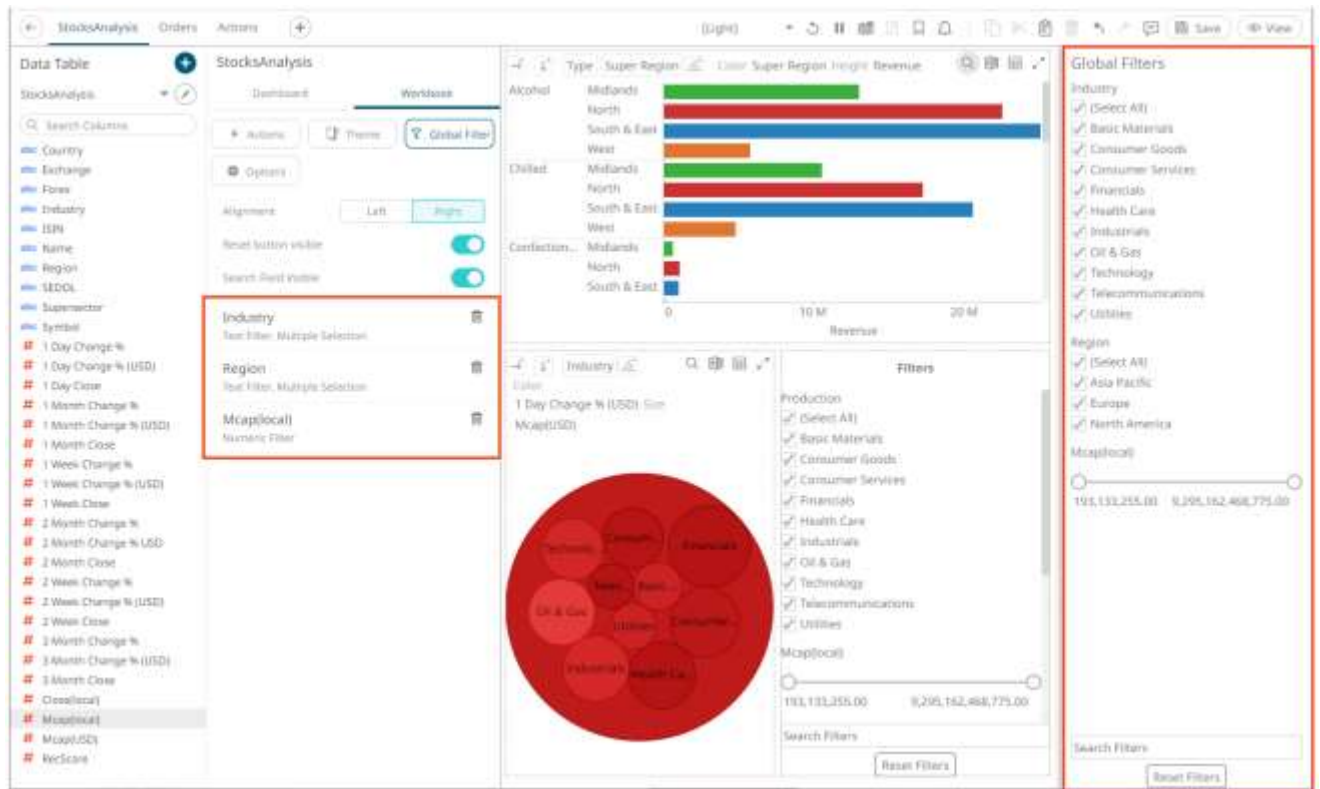 StocksAnalysis Orders Actions
(Light) Save View
Data Table
StocksAnalysis
Search Columns
abc Country
abc Exchange
abc Forex
abc Industry
abc ISIN
abc Name
abc Region
abc SEDOL
abc Supersector
abc Symbol
# 1 Day Change %
# 1 Day Change % (USD)
# 1 Day Close
# 1 Month Change %
# 1 Month Change % (USD)
# 1 Month Close
# 1 Week Change %
# 1 Week Change % (USD)
# 1 Week Close
# 2 Month Change %
# 2 Month Change % USD
# 2 Month Close
# 2 Week Change %
# 2 Week Change % (USD)
# 2 Week Close
# 3 Month Change %
# 3 Month Change % (USD)
# 3 Month Close
# Close(local)
# Mcap(local)
# Mcap(USD)
# RecScore
StocksAnalysis
Dashboard Workbook
Actions Theme Global Filter
Options
Alignment Left Right
Reset button visible
Search Field Visible
Industry
Text Filter, Multiple Selection
Region
Text Filter, Multiple Selection
Mcap(local)
Numeric Filter
Type Super Region Color Super Region Height Revenue
Alcohol Midlands
North
South & East
West
Chilled Midlands
North
South & East
West
Confection... Midlands
North
South & East
0 10 M 20 M
Revenue
Industry
Color
1 Day Change % (USD) Size
Mcap(USD)
Technolo...
Consum...
Financials
Basic...
Oil & Gas
Utilities
Consumer...
Industrials
Health Ca...
Filters
Production
(Select All)
Basic Materials
Consumer Goods
Consumer Services
Financials
Health Care
Industrials
Oil & Gas
Technology
Telecommunications
Utilities
Mcap(local)
193,133,255.00 9,295,162,468,775.00
Search Filters
Reset Filters
Global Filters
Industry
(Select All)
Basic Materials
Consumer Goods
Consumer Services
Financials
Health Care
Industrials
Oil & Gas
Technology
Telecommunications
Utilities
Region
(Select All)
Asia Pacific
Europe
North America
Mcap(local)
193,133,255.00 9,295,162,468,775.00
Search Filters
Reset Filters